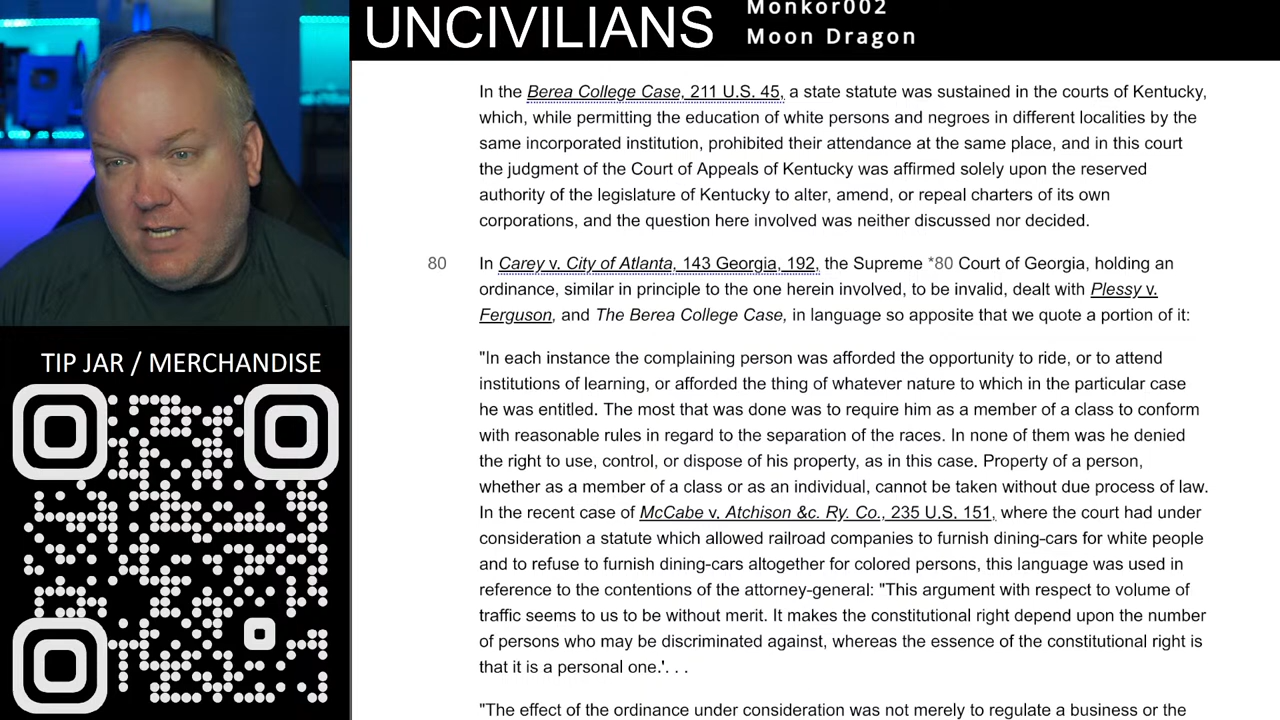 UNCIVILIANS
Monkor002
Moon Dragon
TIP JAR / MERCHANDISE
In the Berea College Case, 211 U.S. 45, a state statute was sustained in the courts of Kentucky,
which, while permitting the education of white persons and negroes in different localities by the
same incorporated institution, prohibited their attendance at the same place, and in this court
the judgment of the Court of Appeals of Kentucky was affirmed solely upon the reserved
authority of the legislature of Kentucky to alter, amend, or repeal charters of its own
corporations, and the question here involved was neither discussed nor decided.
80
In Carey v. City of Atlanta, 143 Georgia, 192, the Supreme *80 Court of Georgia, holding an
ordinance, similar in principle to the one herein involved, to be invalid, dealt with Plessy v.
Ferguson, and The Berea College Case, in language so apposite that we quote a portion of it:
"In each instance the complaining person was afforded the opportunity to ride, or to attend
institutions of learning, or afforded the thing of whatever nature to which in the particular case
he was entitled. The most that was done was to require him as a member of a class to conform
with reasonable rules in regard to the separation of the races. In none of them was he denied
the right to use, control, or dispose of his property, as in this case. Property of a person,
whether as a member of a class or as an individual, cannot be taken without due process of law.
In the recent case of McCabe v. Atchison &c. Ry. Co., 235 U.S. 151, where the court had under
consideration a statute which allowed railroad companies to furnish dining-cars for white people
and to refuse to furnish dining-cars altogether for colored persons, this language was used in
reference to the contentions of the attorney-general: "This argument with respect to volume of
traffic seems to us to be without merit. It makes the constitutional right depend upon the number
of persons who may be discriminated against, whereas the essence of the constitutional right is
that it is a personal one.'. . .
"The effect of the ordinance under consideration was not merely to regulate a business or the